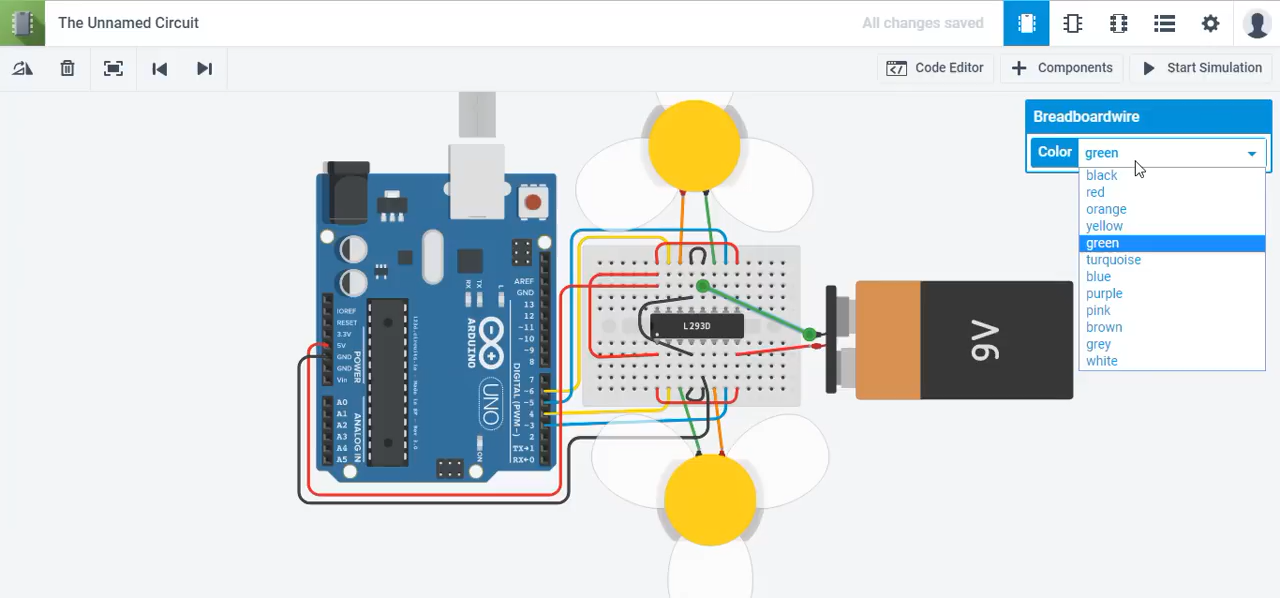 The Unnamed Circuit
All changes saved
Code Editor
Components
Start Simulation
Breadboardwire
Color green
black
red
orange
yellow
green
turquoise
blue
purple
pink
brown
grey
white
AREF
GND
13
12
~11
~10
~9
8
7
~6
~5
4
~3
2
TX→1
RX←0
DIGITAL (PWM~)
IOREF
RESET
3.3V
5V
GND
GND
Vin
POWER
A0
A1
A2
A3
A4
A5
ANALOG IN
RX
TX
L
ON
ARDUINO
UNO
L293D
9V